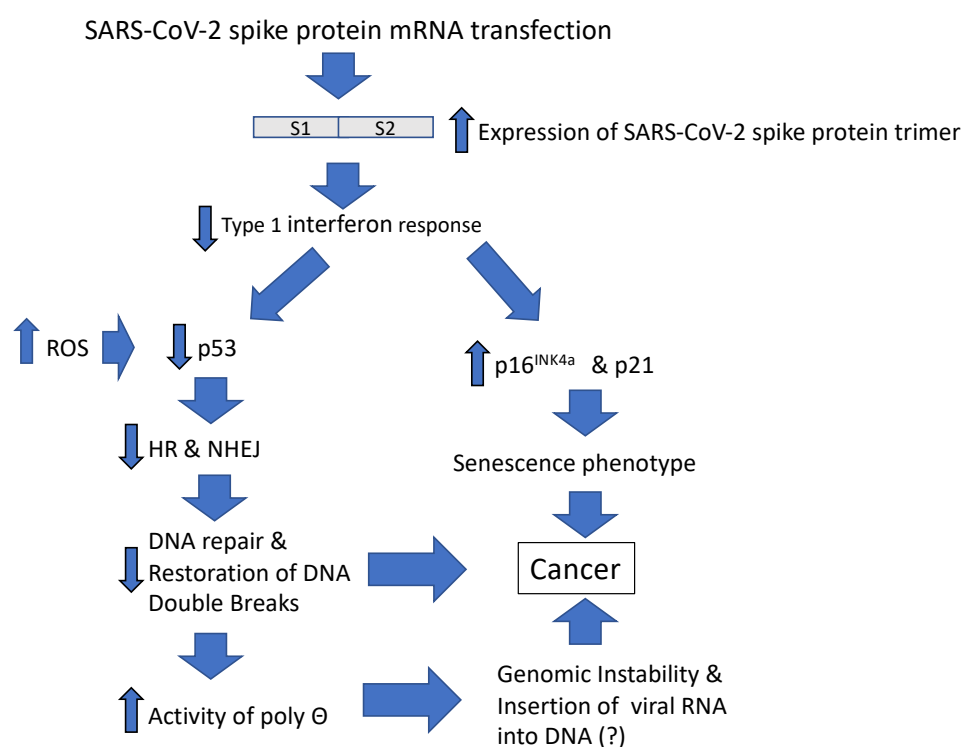 SARS-CoV-2 spike protein mRNA transfection
S1 S2
Expression of SARS-CoV-2 spike protein trimer
Type 1 interferon response
ROS
p53
p16INK4a & p21
HR & NHEJ
Senescence phenotype
DNA repair &
Restoration of DNA
Double Breaks
Cancer
Activity of poly Θ
Genomic Instability &
Insertion of viral RNA
into DNA (?)